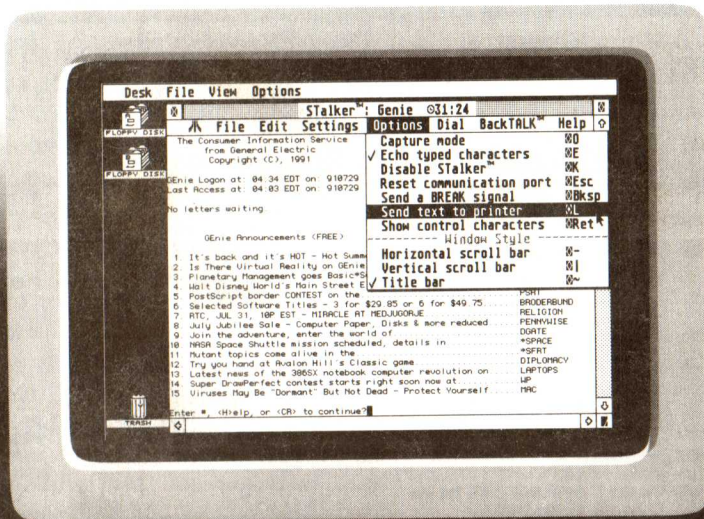 Desk File View Options
STalker™: Genie 31:24
File Edit Settings Options Dial BackTALK™ Help
FLOPPY DISK
FLOPPY DISK
TRASH
Capture mode O
✓ Echo typed characters E
Disable STalker™ K
Reset communication port Esc
Send a BREAK signal Bksp
Send text to printer L
Show control characters Ret
Window Style
Horizontal scroll bar -
Vertical scroll bar |
✓ Title bar ~
The Consumer Information Service
from General Electric
Copyright (C), 1991
GEnie Logon at: 04:34 EDT on: 910729
Last Access at: 04:03 EDT on: 910729
No letters waiting.
GEnie Announcements (FREE)
1. It's back and it's HOT - Hot Summ
2. Is There Virtual Reality on GEnie
3. Planetary Management goes Basic*S
4. Walt Disney World's Main Street E
5. PostScript border CONTEST on the... PSRT
6. Selected Software Titles - 3 for $29.85 or 6 for $49.75... BRODERBUND
7. RTC, JUL 31, 10P EST - MIRACLE AT MEDJUGORJE RELIGION
8. July Jubilee Sale - Computer Paper, Disks & more reduced... PENNYWISE
9. Join the adventure, enter the world of... DGATE
10 NASA Space Shuttle mission scheduled, details in... *SPACE
11 Mutant topics come alive in the... *SFRT
12. Try you hand at Avalon Hill's Classic game... DIPLOMACY
13. Latest news of the 386SX notebook computer revolution on... LAPTOPS
14. Super DrawPerfect contest starts right soon now at... WP
15 Viruses May Be "Dormant" But Not Dead - Protect Yourself... MAC
Enter #, <H>elp, or <CR> to continue?